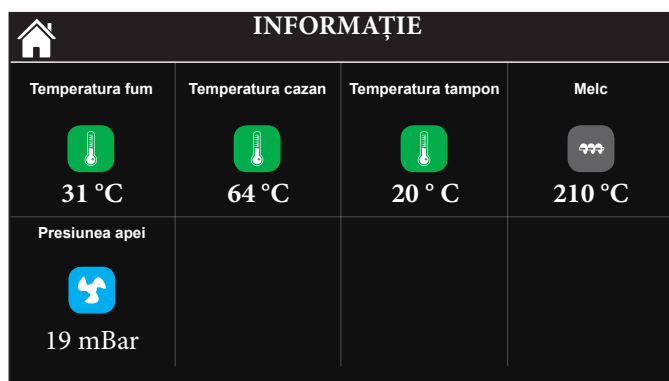 INFORMAȚIE
Temperatura fum
Temperatura cazan
Temperatura tampon
Melc
31 °C
64 °C
20 ° C
210 °C
Presiunea apei
19 mBar